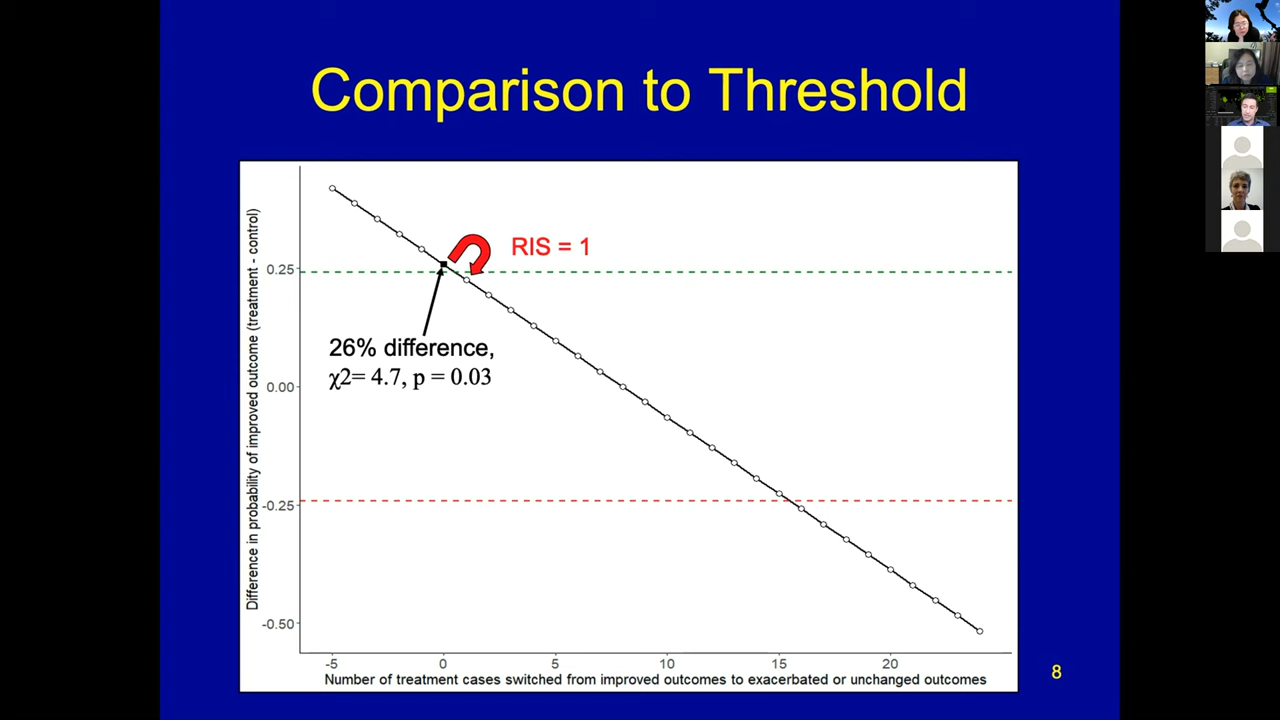 Comparison to Threshold
Difference in probability of improved outcome (treatment - control)
0.25
0.00
-0.25
-0.50
RIS = 1
26% difference,
χ2= 4.7, p = 0.03
-5
0
5
10
15
20
Number of treatment cases switched from improved outcomes to exacerbated or unchanged outcomes
8